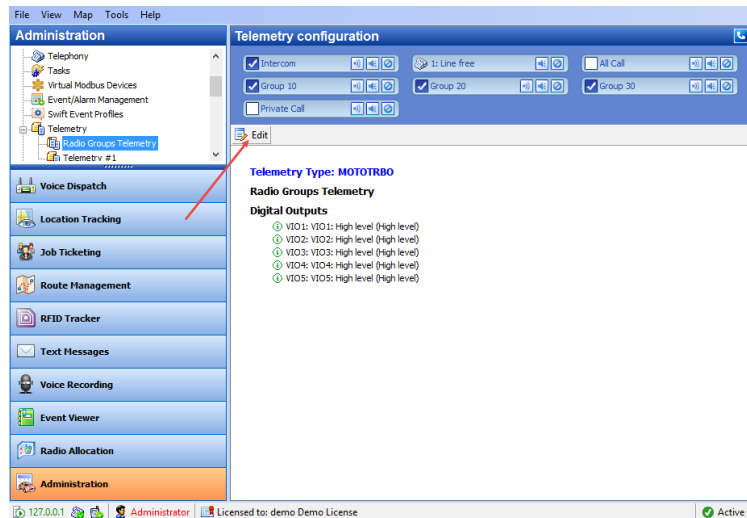 File View Map Tools Help
Administration
Telephony
Tasks
Virtual Modbus Devices
Event/Alarm Management
Swift Event Profiles
Telemetry
Radio Groups Telemetry
Telemetry #1
Voice Dispatch
Location Tracking
Job Ticketing
Route Management
RFID Tracker
Text Messages
Voice Recording
Event Viewer
Radio Allocation
Administration
Telemetry configuration
Intercom 1: Line free All Call
Group 10 Group 20 Group 30
Private Call
Edit
Telemetry Type: MOTOTRBO
Radio Groups Telemetry
Digital Outputs
VIO1: VIO1: High level (High level)
VIO2: VIO2: High level (High level)
VIO3: VIO3: High level (High level)
VIO4: VIO4: High level (High level)
VIO5: VIO5: High level (High level)
127.0.0.1 Administrator Licensed to: demo Demo License Active